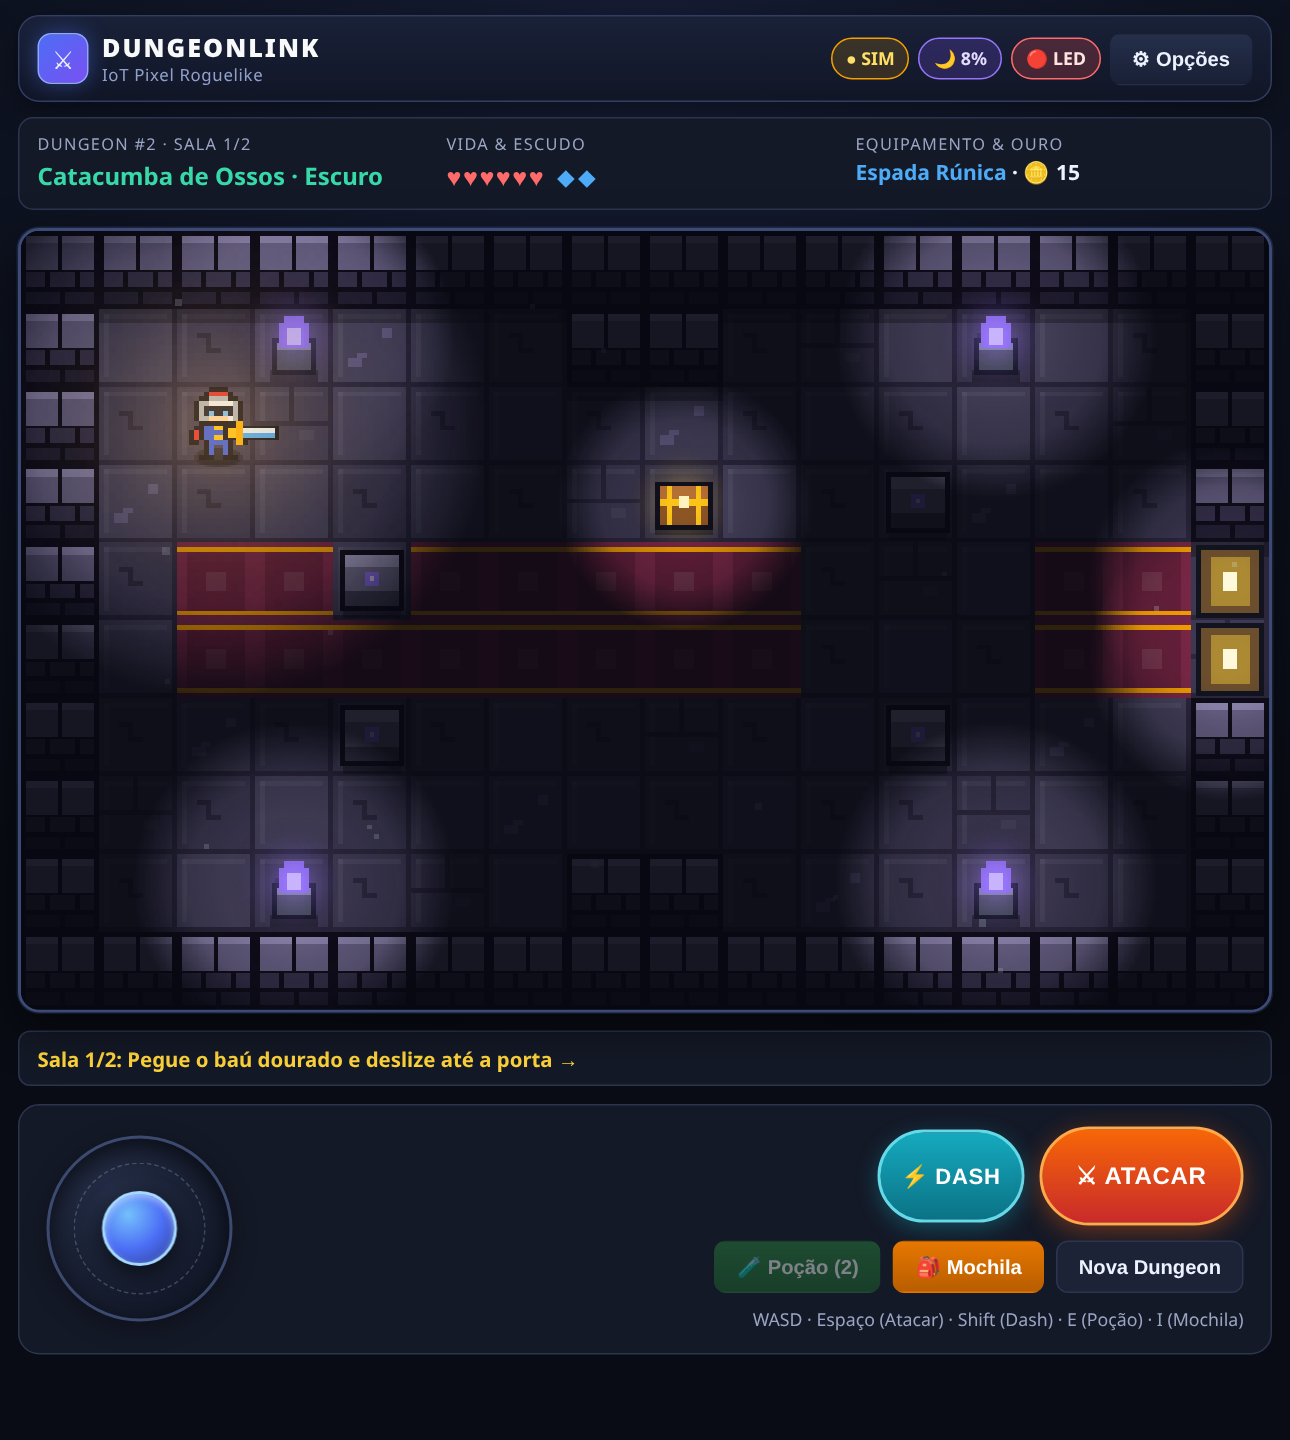 DUNGEONLINK
IoT Pixel Roguelike
● SIM
🌙 8%
🔴 LED
⚙ Opções
DUNGEON #2 · SALA 1/2
Catacumba de Ossos · Escuro
VIDA & ESCUDO
♥♥♥♥♥♥ ◆◆
EQUIPAMENTO & OURO
Espada Rúnica · 🪙 15
Sala 1/2: Pegue o baú dourado e deslize até a porta →
⚡ DASH
⚔ ATACAR
🧪 Poção (2)
🎒 Mochila
Nova Dungeon
WASD · Espaço (Atacar) · Shift (Dash) · E (Poção) · I (Mochila)